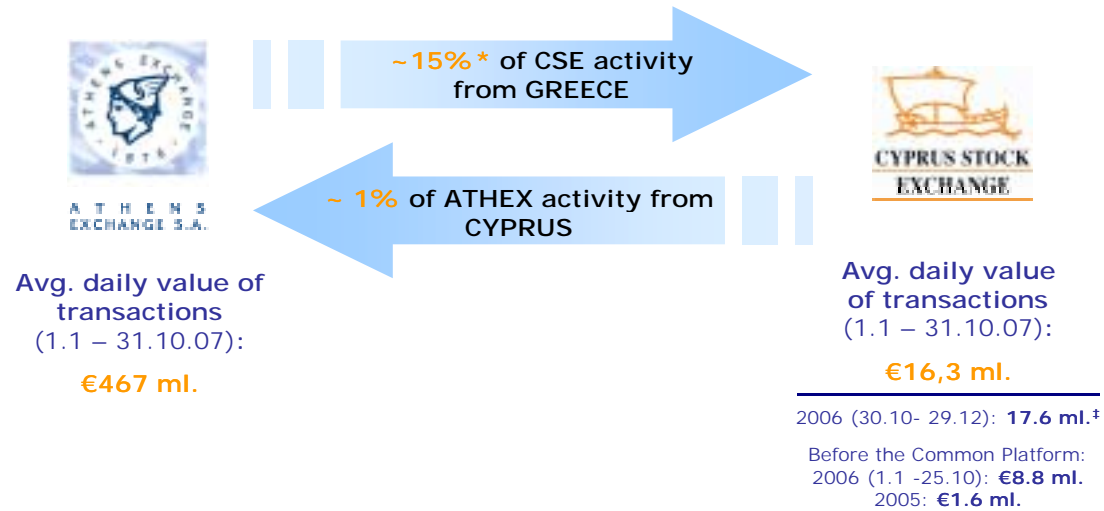 ~15%* of CSE activity
from GREECE
ATHENS EXCHANGE
1876
ATHENS
EXCHANGE S.A.
CYPRUS STOCK
EXCHANGE
~ 1% of ATHEX activity from
CYPRUS
Avg. daily value of
transactions
(1.1 – 31.10.07):
€467 ml.
Avg. daily value
of transactions
(1.1 – 31.10.07):
€16,3 ml.
2006 (30.10- 29.12): 17.6 ml.‡
Before the Common Platform:
2006 (1.1 -25.10): €8.8 ml.
2005: €1.6 ml.